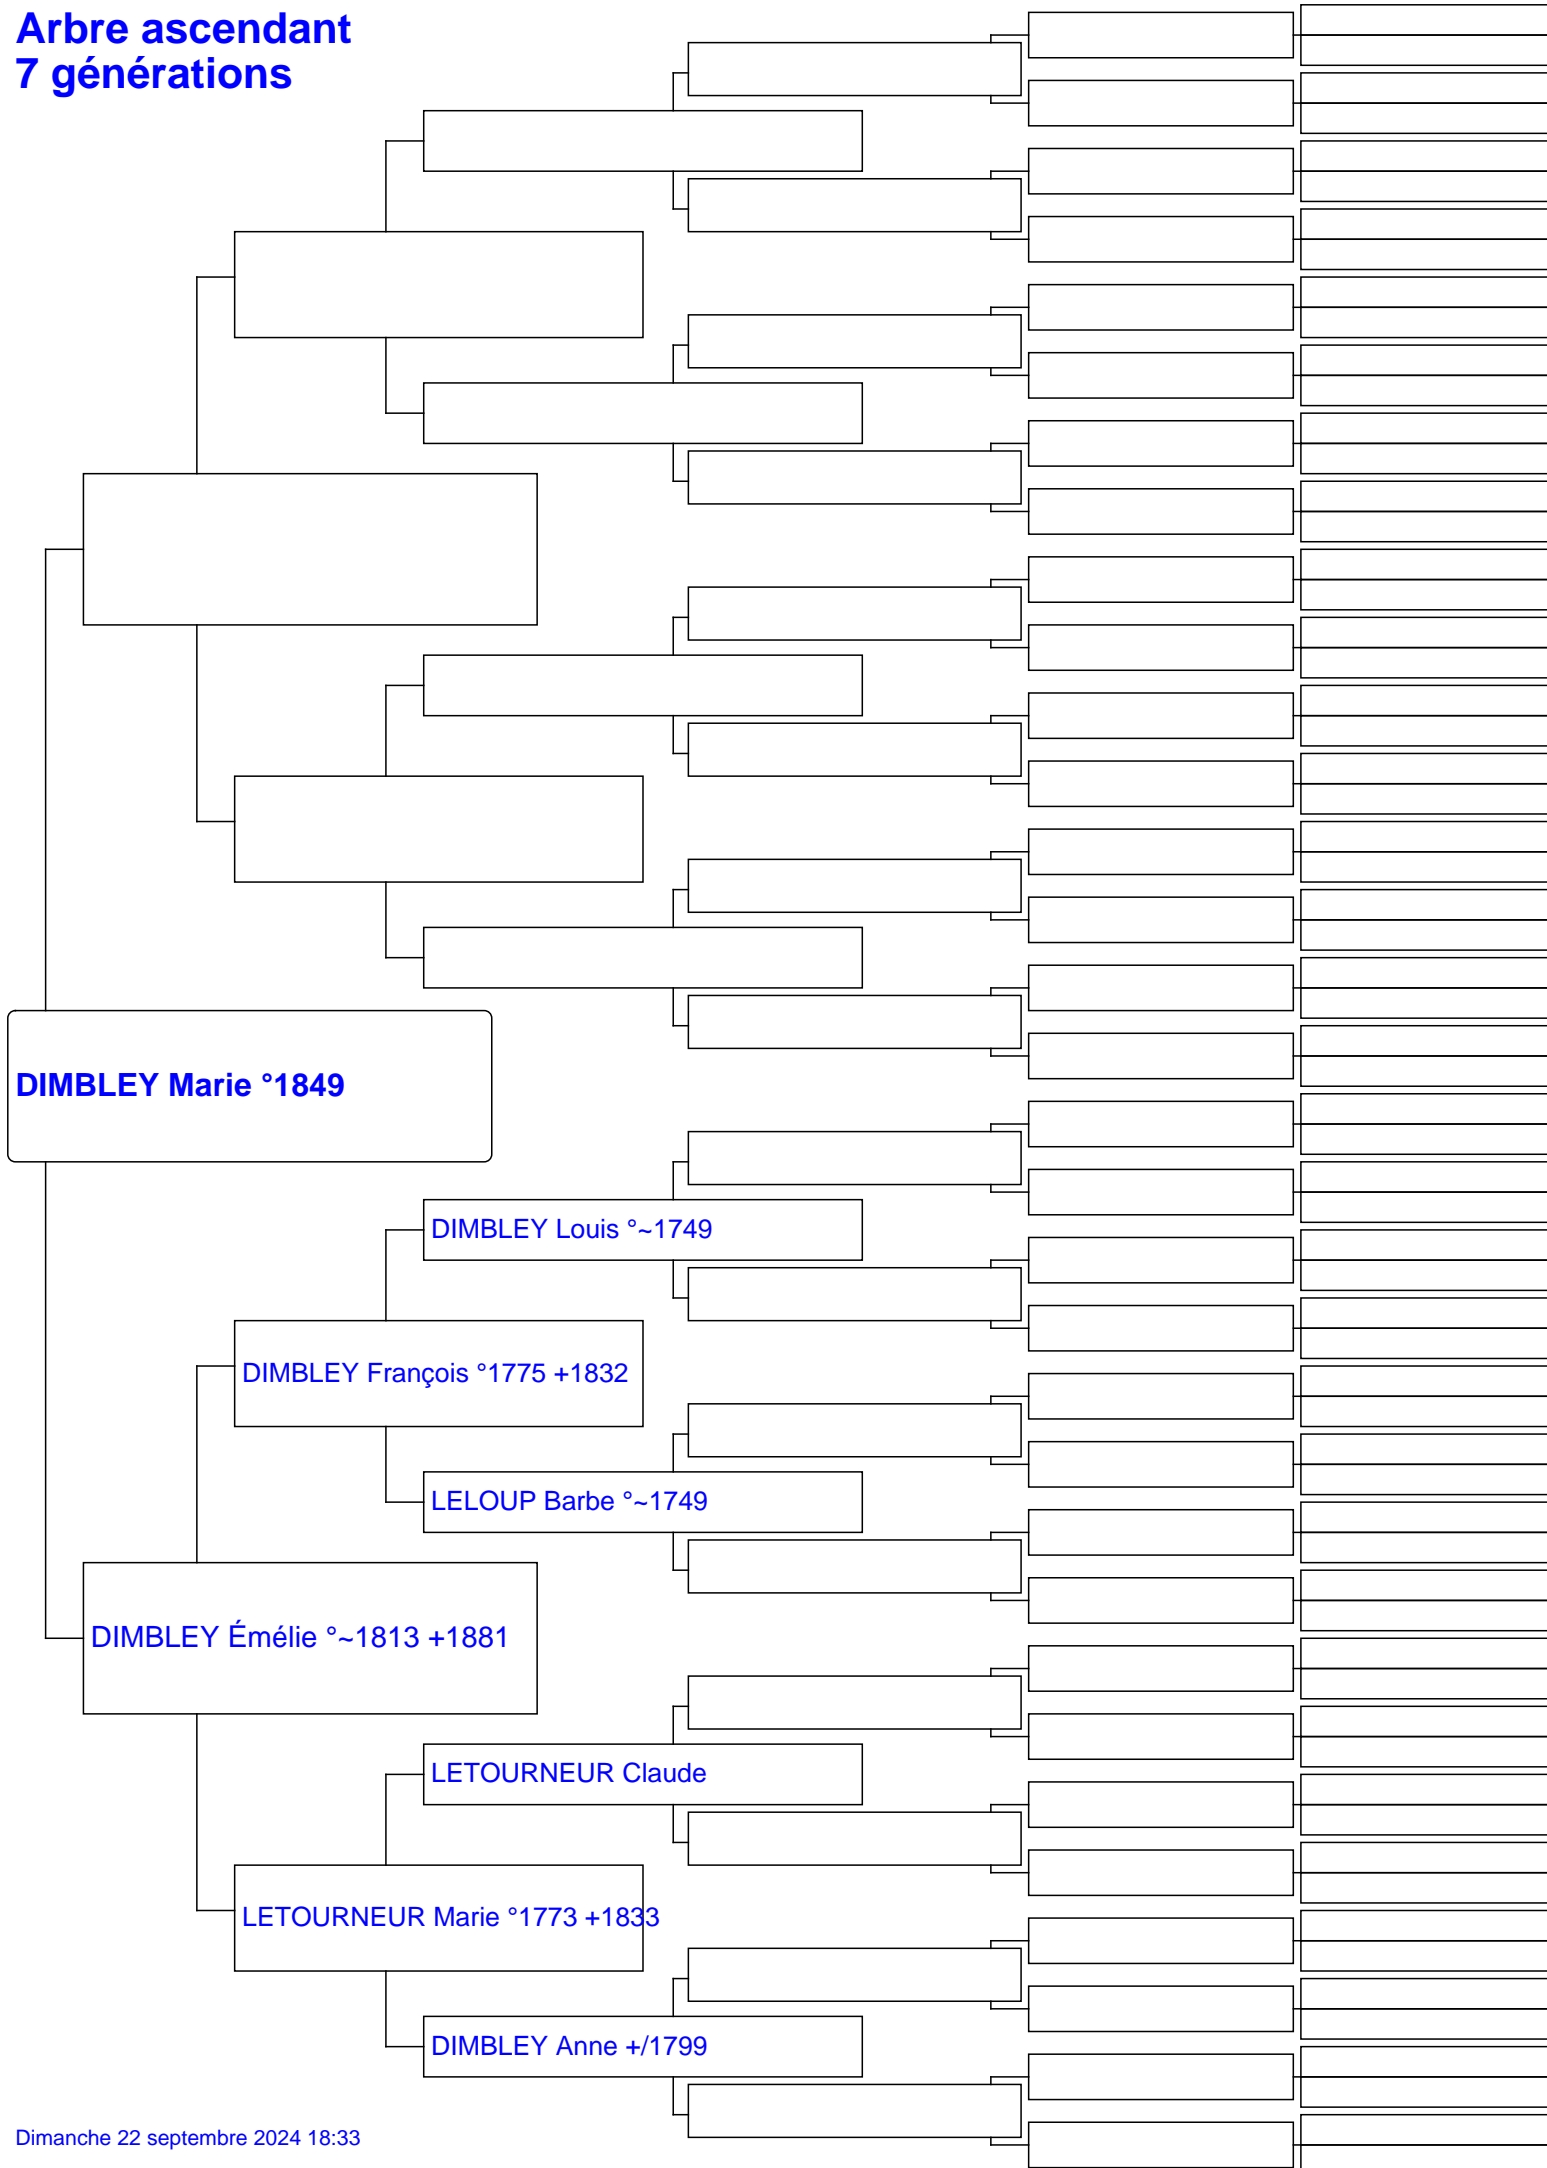 Arbre ascendant
7 générations
DIMBLEY Marie °1849
DIMBLEY Louis °~1749
DIMBLEY François °1775 +1832
LELOUP Barbe °~1749
DIMBLEY Émélie °~1813 +1881
LETOURNEUR Claude
LETOURNEUR Marie °1773 +1833
DIMBLEY Anne +/1799
Dimanche 22 septembre 2024 18:33